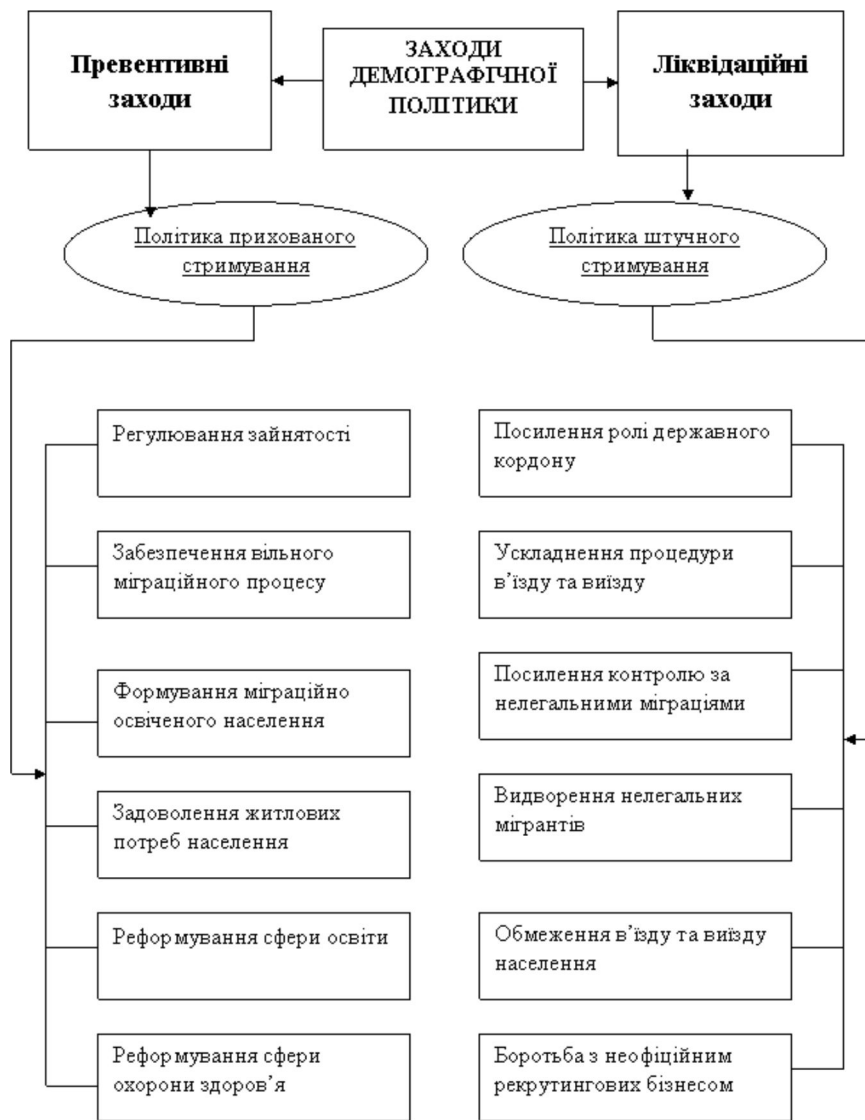 Превентивні
заходи
ЗАХОДИ
ДЕМОГРАФІЧНОЇ
ПОЛІТИКИ
Ліквідаційні
заходи
Політика прихованого
стримування
Політика штучного
стримування
Регулювання зайнятості
Забезпечення вільного
міграційного процесу
Формування міграційно
освіченого населення
Задоволення житлових
потреб населення
Реформування сфери освіти
Реформування сфери
охорони здоров’я
Посилення ролі державного
кордону
Ускладнення процедури
в’їзду та виїзду
Посилення контролю за
нелегальними міграціями
Видворення нелегальних
мігрантів
Обмеження в’їзду та виїзду
населення
Боротьба з неофіційним
рекрутингових бізнесом